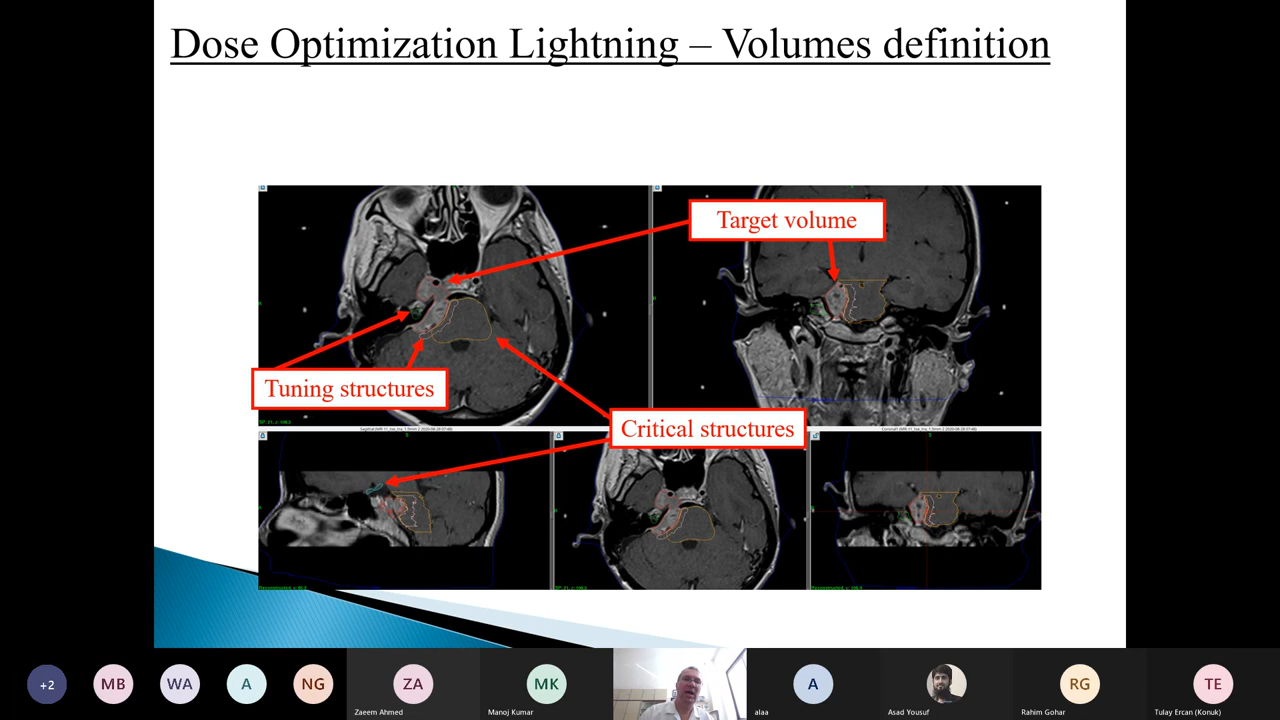 Dose Optimization Lightning – Volumes definition
Target volume
Tuning structures
Critical structures
+2
MB
WA
A
NG
ZA
MK
A
RG
TE
Zaeem Ahmed
Manoj Kumar
alaa
Asad Yousuf
Rahim Gohar
Tulay Ercan (Konuk)